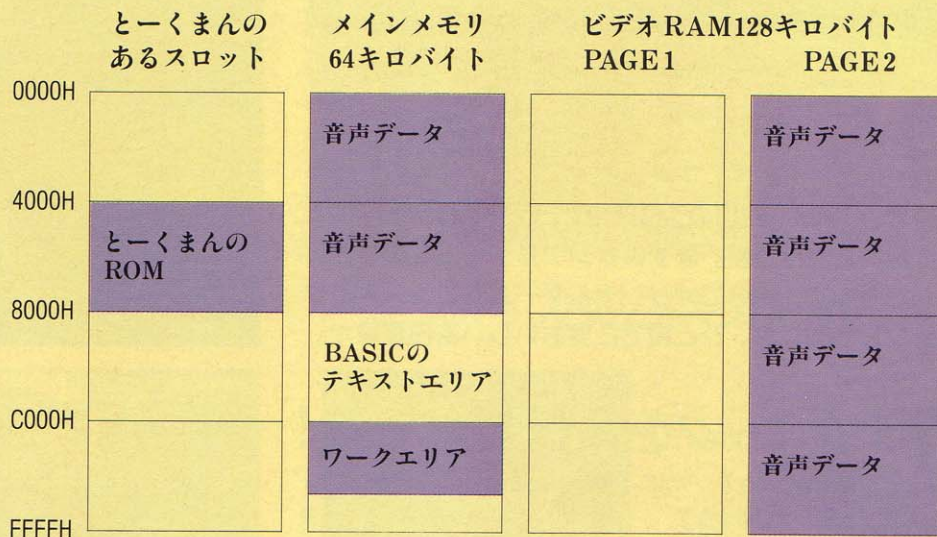 とーくまんの
あるスロット
メインメモリ
64キロバイト
ビデオRAM128キロバイト
PAGE1
PAGE2
0000H
4000H
8000H
C000H
FFFFH
とーくまんの
ROM
音声データ
音声データ
BASICの
テキストエリア
ワークエリア
音声データ
音声データ
音声データ
音声データ